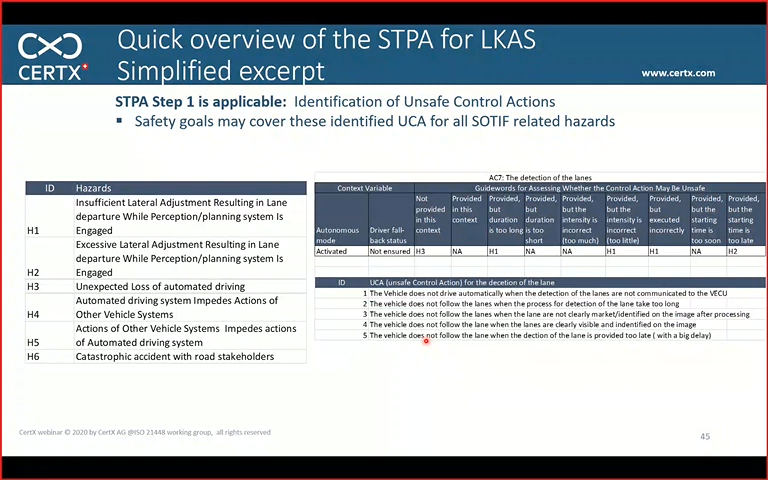 CERTX
Quick overview of the STPA for LKAS
Simplified excerpt
www.certx.com
STPA Step 1 is applicable: Identification of Unsafe Control Actions
Safety goals may cover these identified UCA for all SOTIF related hazards
ID Hazards
H1 Insufficient Lateral Adjustment Resulting in Lane departure While Perception/planning system Is Engaged
H2 Excessive Lateral Adjustment Resulting in Lane departure While Perception/planning system Is Engaged
H3 Unexpected Loss of automated driving
H4 Automated driving system Impedes Actions of Other Vehicle Systems
H5 Actions of Other Vehicle Systems Impedes actions of Automated driving system
H6 Catastrophic accident with road stakeholders
AC7: The detection of the lanes
Context Variable Guidewords for Assessing Whether the Control Action May Be Unsafe
Autonomous mode
Driver fall-back status
Not provided in this context
Provided in this context
Provided, but duration is too long
Provided, but duration is too short
Provided, but the intensity is incorrect (too much)
Provided, but the intensity is incorrect (too little)
Provided, but executed incorrectly
Provided, but the starting time is too soon
Provided, but the starting time is too late
Activated Not ensured H3 NA H1 NA NA H1 H1 NA H2
ID UCA (unsafe Control Action) for the decetion of the lane
1 The Vehicle does not drive automatically when the detection of the lanes are not communicated to the VECU
2 The vehicle does not follow the lanes when the process for detection of the lane take too long
3 The vehicle does not follow the lanes when the lane are not clearly market/identified on the image after processing
4 The vehicle does not follow the lane when the lanes are clearly visible and indentified on the image
5 The vehicle does not follow the lane when the dection of the lane is provided too late ( with a big delay)
CertX webinar © 2020 by CertX AG @ISO 21448 working group, all rights reserved
45